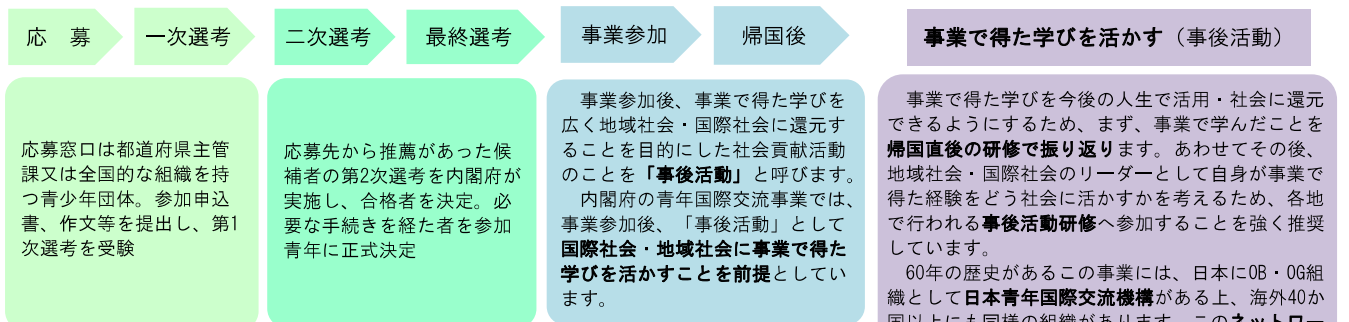 応　募
一次選考
二次選考
最終選考
事業参加
帰国後
事業で得た学びを活かす（事後活動）
応募窓口は都道府県主管
課又は全国的な組織を持
つ青少年団体。参加申込
書、作文等を提出し、第1
次選考を受験
応募先から推薦があった候
補者の第2次選考を内閣府が
実施し、合格者を決定。必
要な手続きを経た者を参加
青年に正式決定
　事業参加後、事業で得た学びを
広く地域社会・国際社会に還元す
ることを目的にした社会貢献活動
のことを「事後活動」と呼びます。
　内閣府の青年国際交流事業では、
事業参加後、「事後活動」として
国際社会・地域社会に事業で得た
学びを活かすことを前提としてい
ます。
　事業で得た学びを今後の人生で活用・社会に還元
できるようにするため、まず、事業で学んだことを
帰国直後の研修で振り返ります。あわせてその後、
地域社会・国際社会のリーダーとして自身が事業で
得た経験をどう社会に活かすかを考えるため、各地
で行われる事後活動研修へ参加することを強く推奨
しています。
　60年の歴史があるこの事業には、日本にOB・OG組
織として日本青年国際交流機構がある上、海外40か
国以上にも同様の組織があります。このネットワー